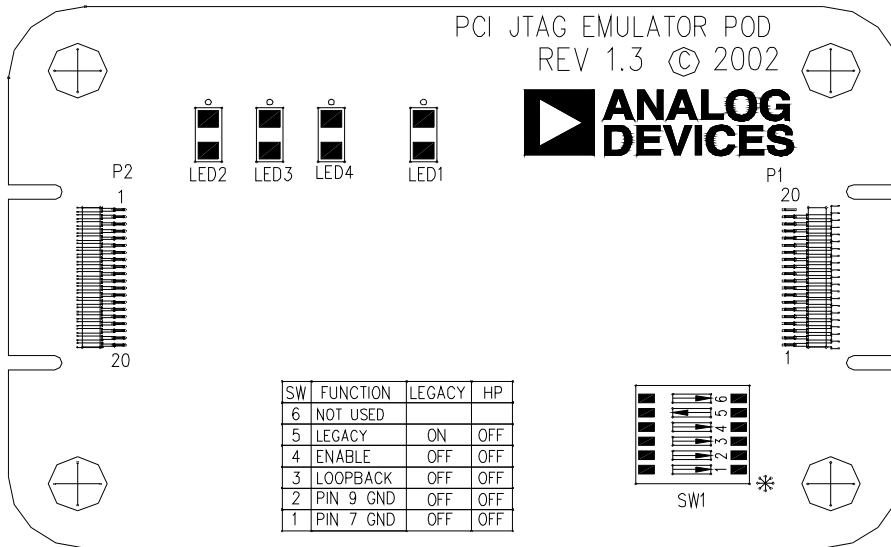 PCI JTAG EMULATOR POD
REV 1.3 © 2002
ANALOG
DEVICES
LED2 LED3 LED4 LED1
P2
1
20
P1
20
1
SW FUNCTION LEGACY HP
6 NOT USED
5 LEGACY ON OFF
4 ENABLE OFF OFF
3 LOOPBACK OFF OFF
2 PIN 9 GND OFF OFF
1 PIN 7 GND OFF OFF
1 2 3 4 5 6
SW1